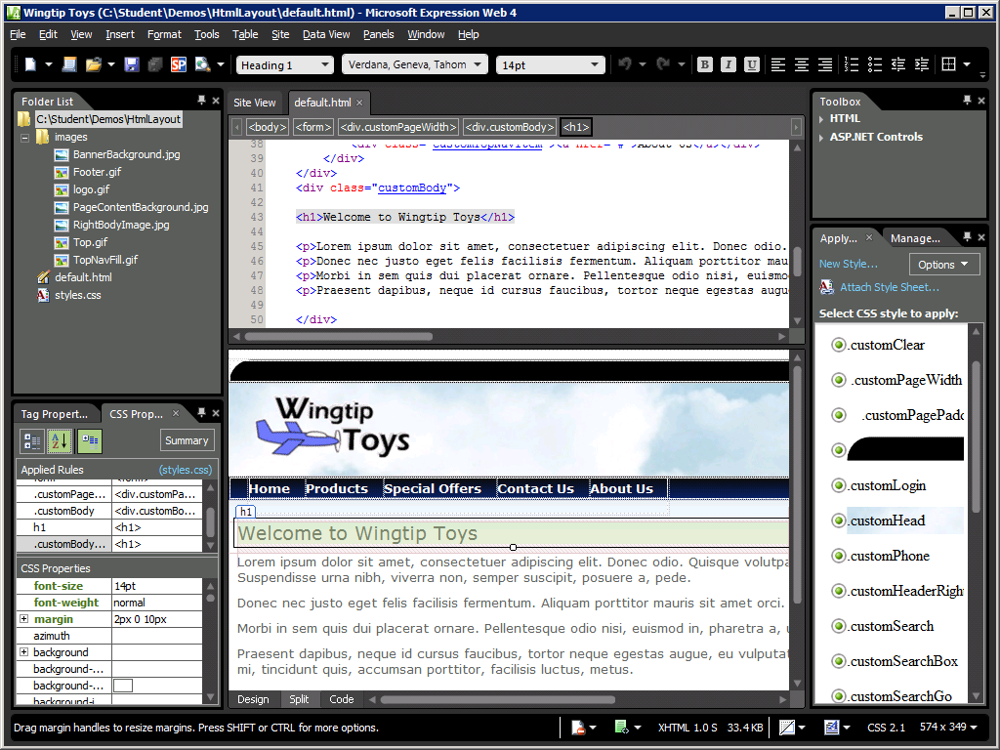 Wingtip Toys (C:\Student\Demos\HtmlLayout\default.html) - Microsoft Expression Web 4
File Edit View Insert Format Tools Table Site Data View Panels Window Help
SP Heading 1 Verdana, Geneva, Tahom 14pt B I U
Folder List
C:\Student\Demos\HtmlLayout
images
BannerBackground.jpg
Footer.gif
logo.gif
PageContentBackground.jpg
RightBodyImage.jpg
Top.gif
TopNavFill.gif
default.html
styles.css
Tag Propert... CSS Prop...
Summary
Applied Rules (styles.css)
form <form>
.customPage... <div.customPa...
.customBody <div.customBo...
h1 <h1>
.customBody... <h1>
CSS Properties
font-size 14pt
font-weight normal
margin 2px 0 10px
azimuth
background
background-...
background-...
background-i
Site View default.html
<body> <form> <div.customPageWidth> <div.customBody> <h1>
38 <div class="customTopNavItem"><a href="#">About Us</a></div>
39 </div>
40 </div>
41 <div class="customBody">
42
43 <h1>Welcome to Wingtip Toys</h1>
44
45 <p>Lorem ipsum dolor sit amet, consectetuer adipiscing elit. Donec odio.
46 <p>Donec nec justo eget felis facilisis fermentum. Aliquam porttitor mau
47 <p>Morbi in sem quis dui placerat ornare. Pellentesque odio nisi, euismo
48 <p>Praesent dapibus, neque id cursus faucibus, tortor neque egestas augu
49
50 </div>
Wingtip
Toys
Home Products Special Offers Contact Us About Us
h1
Welcome to Wingtip Toys
Lorem ipsum dolor sit amet, consectetuer adipiscing elit. Donec odio. Quisque volutpa
Suspendisse urna nibh, viverra non, semper suscipit, posuere a, pede.
Donec nec justo eget felis facilisis fermentum. Aliquam porttitor mauris sit amet orci.
Morbi in sem quis dui placerat ornare. Pellentesque odio nisi, euismod in, pharetra a, u
Praesent dapibus, neque id cursus faucibus, tortor neque egestas augue, eu vulputat
mi, tincidunt quis, accumsan porttitor, facilisis luctus, metus.
Design Split Code
Toolbox
HTML
ASP.NET Controls
Apply... Manage...
New Style... Options
Attach Style Sheet...
Select CSS style to apply:
.customClear
.customPageWidth
.customPagePadd
.customLogin
.customHead
.customPhone
.customHeaderRigh
.customSearch
.customSearchBox
.customSearchGo
Drag margin handles to resize margins. Press SHIFT or CTRL for more options. XHTML 1.0 S 33.4 KB CSS 2.1 574 x 349